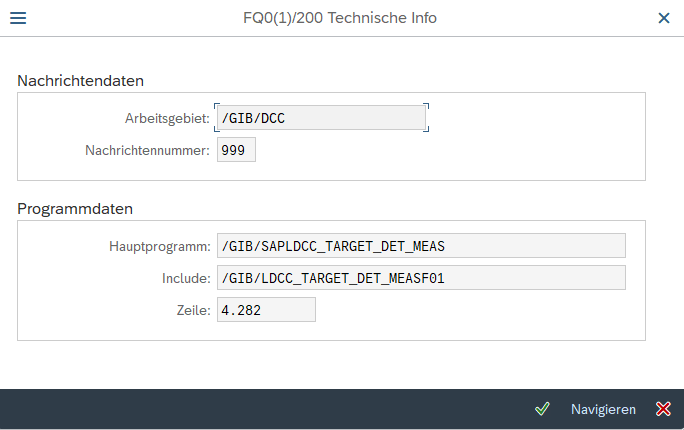 FQ0(1)/200 Technische Info
Nachrichtendaten
Arbeitsgebiet: /GIB/DCC
Nachrichtennummer: 999
Programmdaten
Hauptprogramm: /GIB/SAPLDCC_TARGET_DET_MEAS
Include: /GIB/LDCC_TARGET_DET_MEASF01
Zeile: 4.282
Navigieren